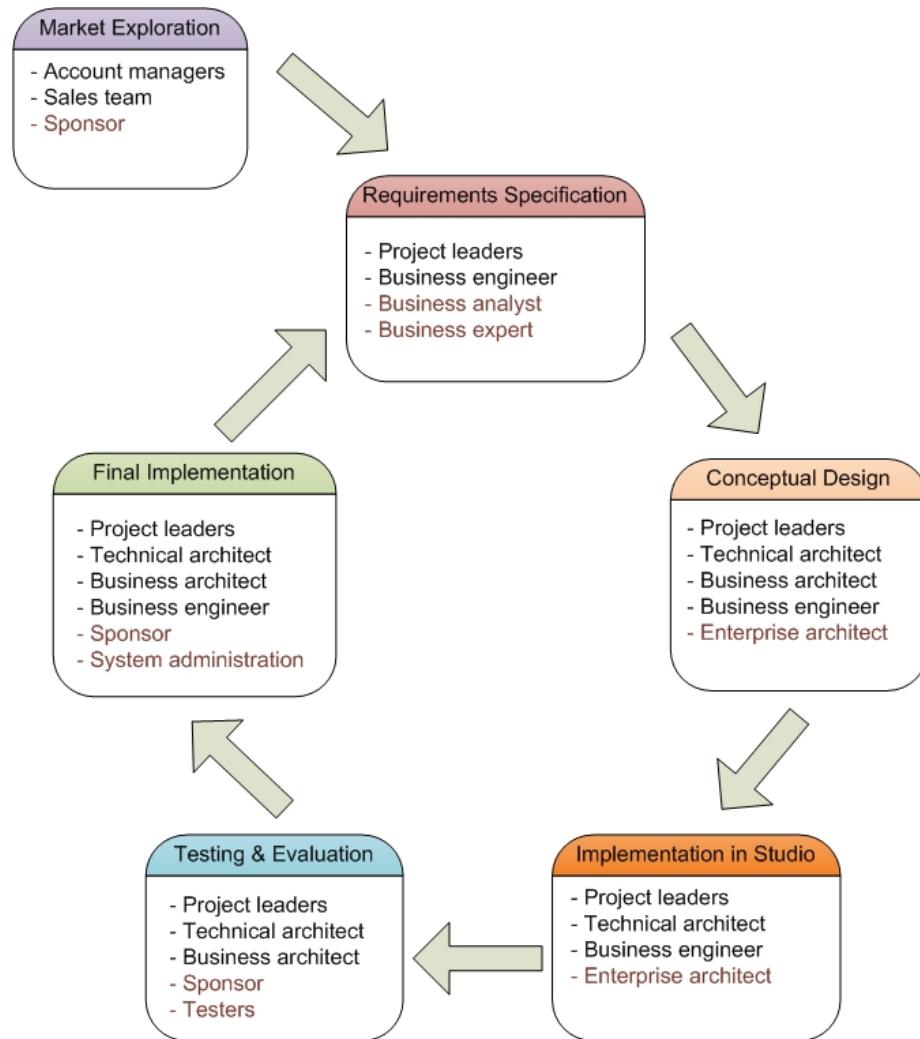 Market Exploration
- Account managers
- Sales team
- Sponsor
Requirements Specification
- Project leaders
- Business engineer
- Business analyst
- Business expert
Final Implementation
- Project leaders
- Technical architect
- Business architect
- Business engineer
- Sponsor
- System administration
Conceptual Design
- Project leaders
- Technical architect
- Business architect
- Business engineer
- Enterprise architect
Testing & Evaluation
- Project leaders
- Technical architect
- Business architect
- Sponsor
- Testers
Implementation in Studio
- Project leaders
- Technical architect
- Business engineer
- Enterprise architect